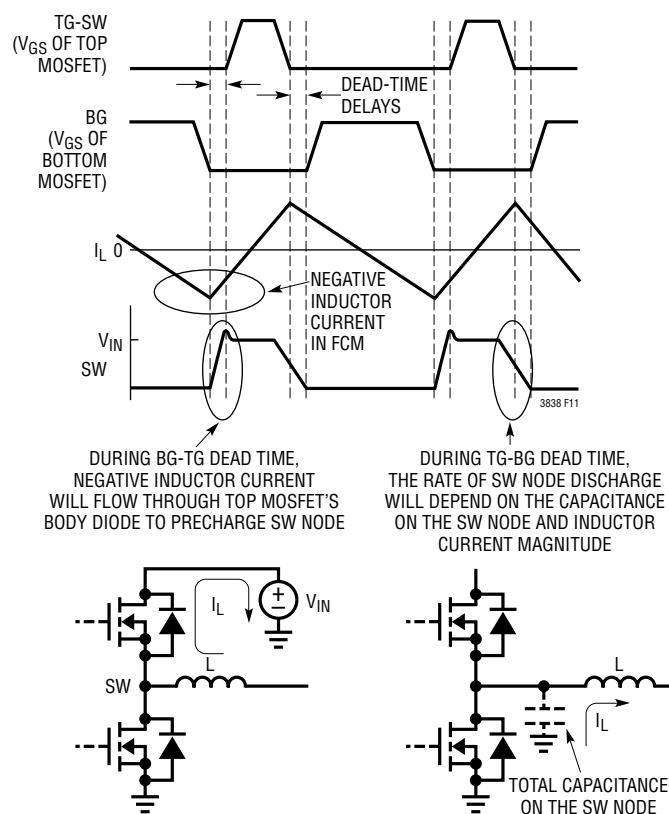 TG-SW
(VGS OF TOP
MOSFET)
DEAD-TIME
DELAYS
BG
(VGS OF
BOTTOM
MOSFET)
IL 0
NEGATIVE
INDUCTOR
CURRENT
IN FCM
VIN
SW
3838 F11
DURING BG-TG DEAD TIME,
NEGATIVE INDUCTOR CURRENT
WILL FLOW THROUGH TOP MOSFET'S
BODY DIODE TO PRECHARGE SW NODE
DURING TG-BG DEAD TIME,
THE RATE OF SW NODE DISCHARGE
WILL DEPEND ON THE CAPACITANCE
ON THE SW NODE AND INDUCTOR
CURRENT MAGNITUDE
IL
+
–
VIN
L
SW
L
IL
TOTAL CAPACITANCE
ON THE SW NODE